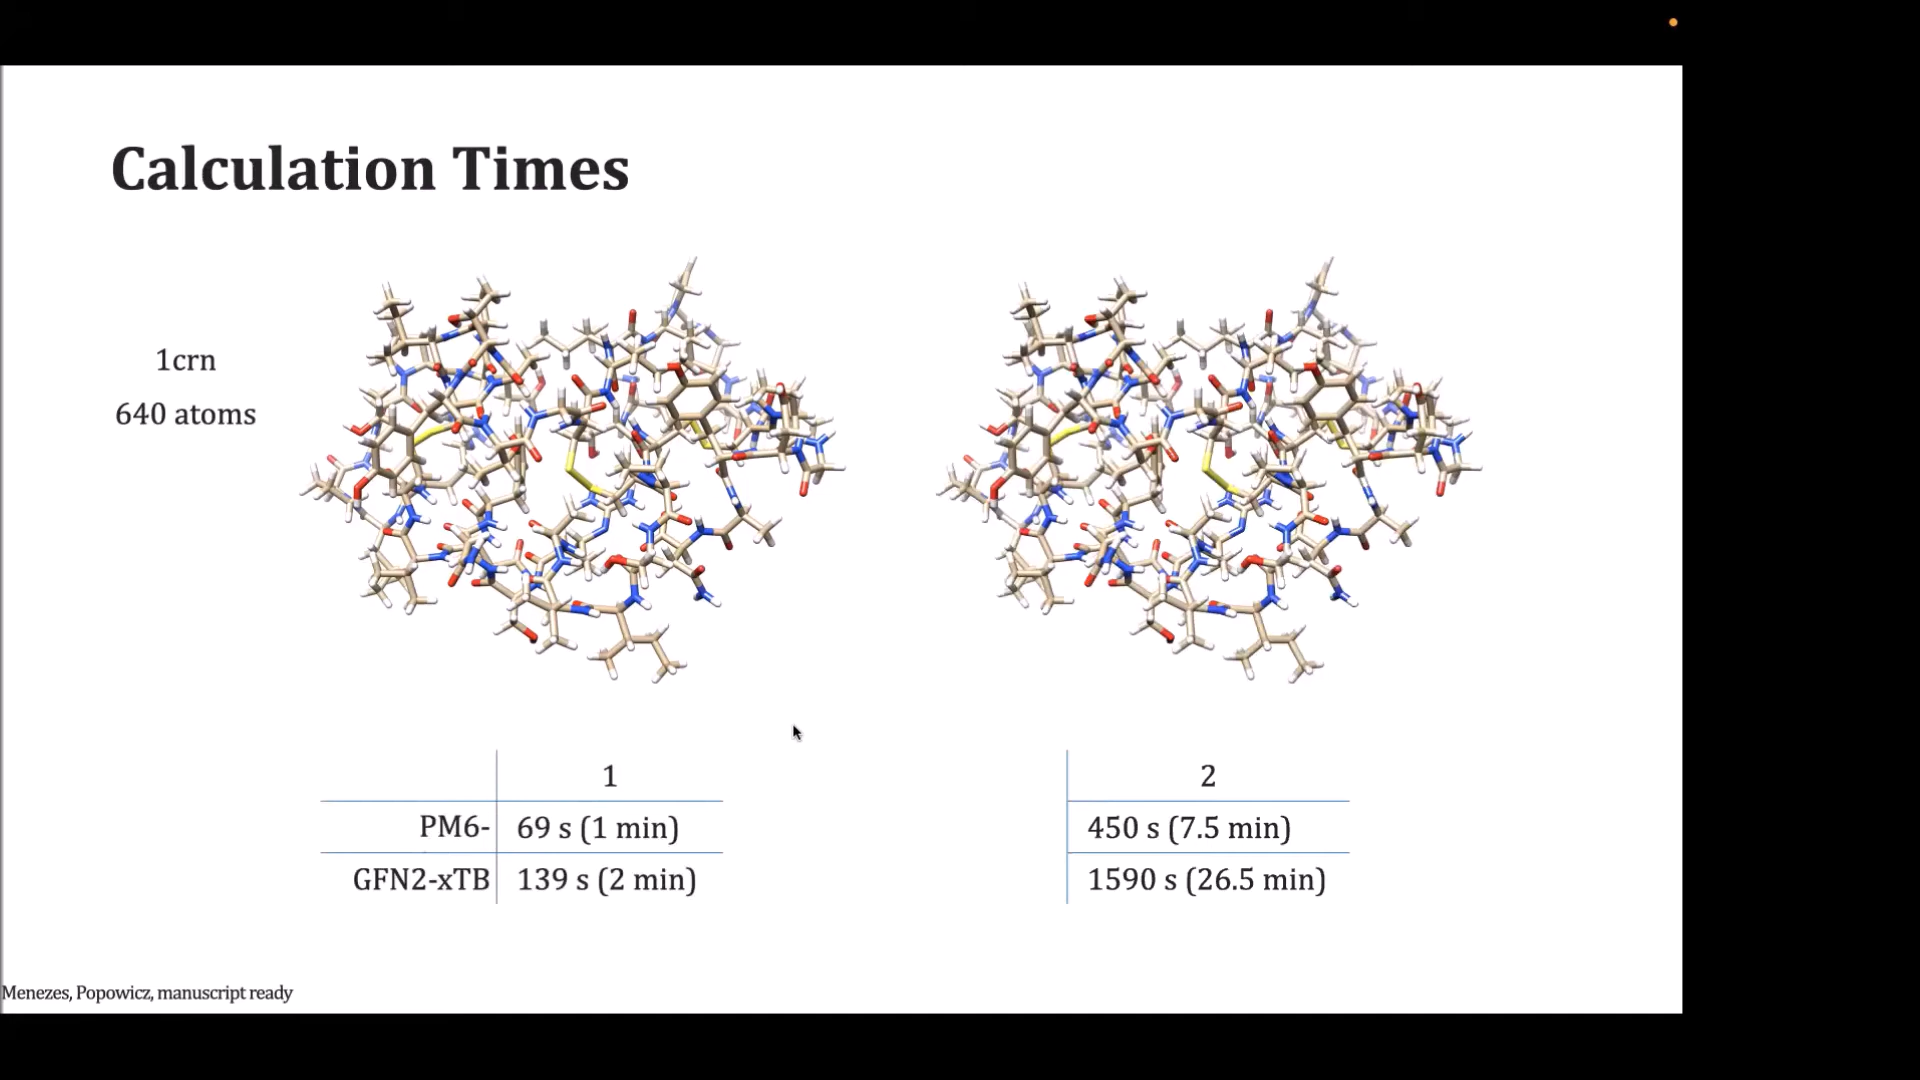 Calculation Times
1crn
640 atoms
1
PM6- 69 s (1 min)
GFN2-xTB 139 s (2 min)
2
450 s (7.5 min)
1590 s (26.5 min)
Menezes, Popowicz, manuscript ready